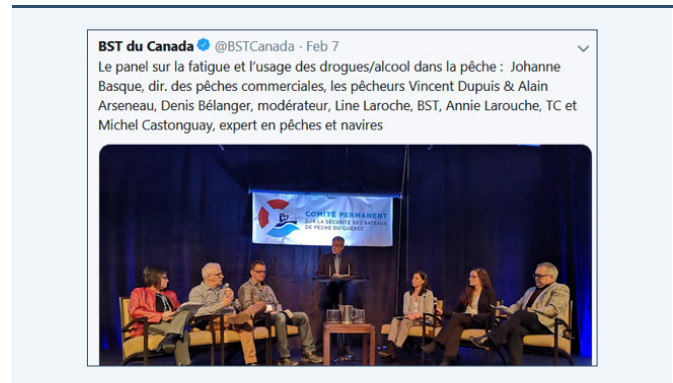 BST du Canada @BSTCanada · Feb 7
Le panel sur la fatigue et l'usage des drogues/alcool dans la pêche : Johanne
Basque, dir. des pêches commerciales, les pêcheurs Vincent Dupuis & Alain
Arseneau, Denis Bélanger, modérateur, Line Laroche, BST, Annie Larouche, TC et
Michel Castonguay, expert en pêches et navires
COMITÉ PERMANENT
SUR LA SÉCURITÉ DES BATEAUX
DE PÊCHE DU QUÉBEC